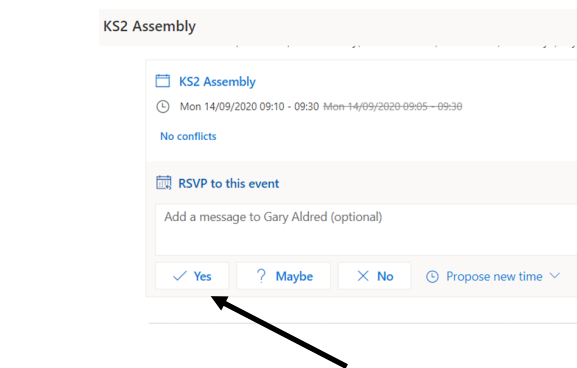 KS2 Assembly
KS2 Assembly
Mon 14/09/2020 09:10 - 09:30 Mon 14/09/2020 09:05 - 09:30
No conflicts
RSVP to this event
Add a message to Gary Aldred (optional)
Yes Maybe No Propose new time